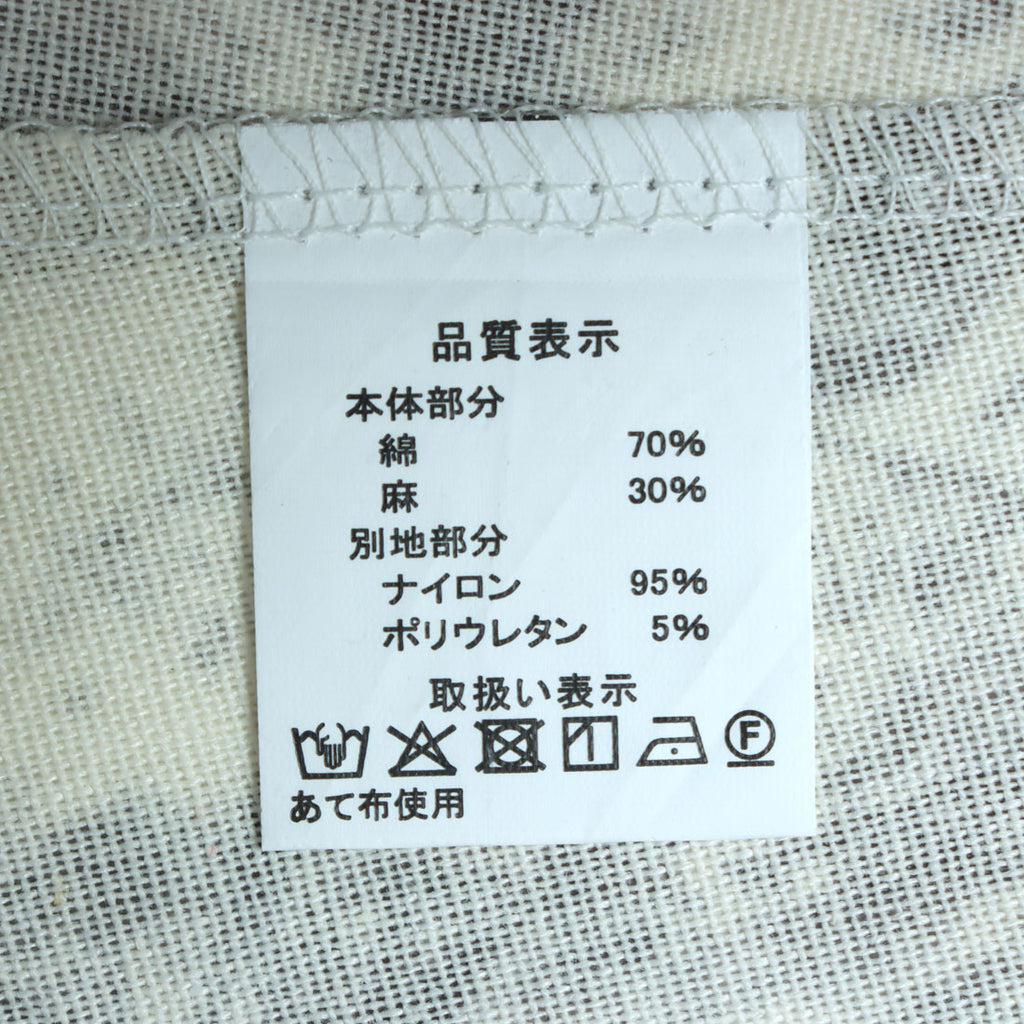 品質表示
本体部分
綿 70%
麻 30%
別地部分
ナイロン 95%
ポリウレタン 5%
取扱い表示
F
あて布使用